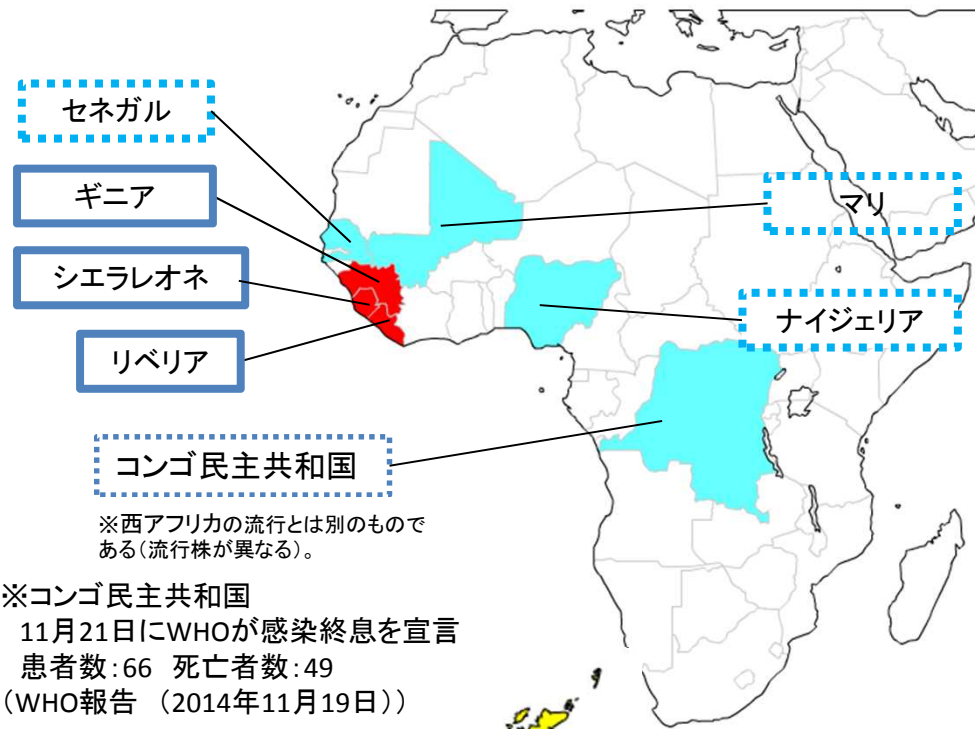 セネガル
ギニア
シエラレオネ
リベリア
マリ
ナイジェリア
コンゴ民主共和国
※西アフリカの流行とは別のもので
ある(流行株が異なる)。
※コンゴ民主共和国
11月21日にWHOが感染終息を宣言
患者数:66 死亡者数:49
(WHO報告 (2014年11月19日))